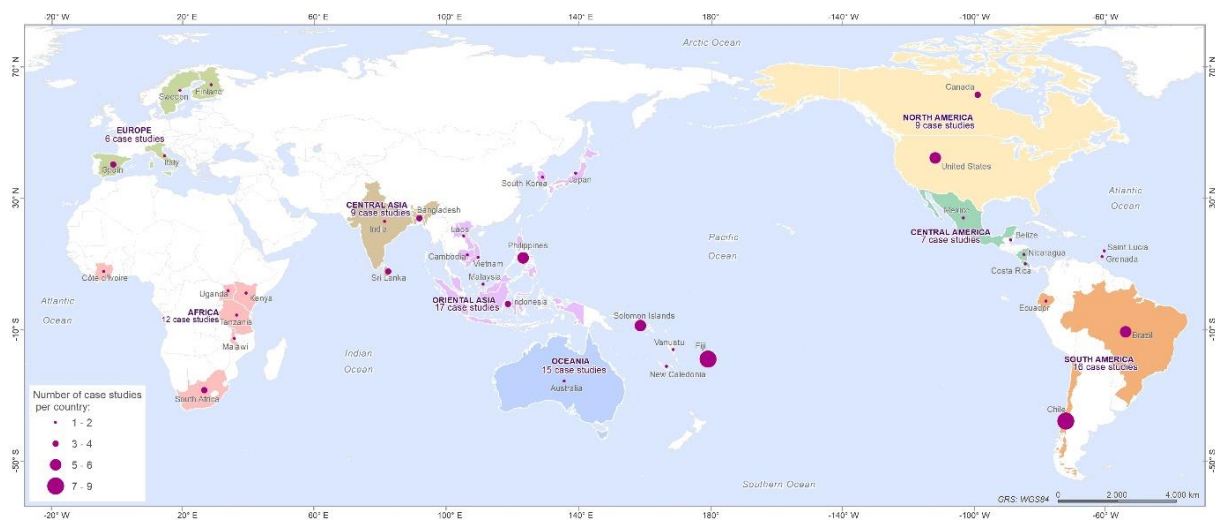 -20° W
20° E
60° E
100° E
140° E
180°
-140° W
-100° W
-60° W
70° N
30° N
-10° S
-50° S
70° N
30° N
-10° S
-50° S
Arctic Ocean
Sweden
Finland
EUROPE
6 case studies
Italy
Spain
Canada
NORTH AMERICA
9 case studies
United States
South Korea
Japan
CENTRAL ASIA
9 case studies
Bangladesh
India
Laos
Cambodia
Vietnam
Philippines
Malaysia
Sri Lanka
Pacific
Ocean
Atlantic
Ocean
Mexico
CENTRAL AMERICA
7 case studies
Belize
Nicaragua
Costa Rica
Saint Lucia
Grenada
Côte d'Ivoire
Uganda
Kenya
AFRICA
12 case studies
Tanzania
Malawi
South Africa
Atlantic
Ocean
Indian
Ocean
ORIENTAL ASIA
17 case studies
Indonesia
Solomon Islands
Vanustu
Fiji
New Caledonia
OCEANIA
15 case studies
Australia
Ecuador
Brazil
SOUTH AMERICA
16 case studies
Chile
Southern Ocean
Number of case studies
per country:
1 - 2
3 - 4
5 - 6
7 - 9
CRS: WGS84
0
2.000
4.000 km
-20° W
20° E
60° E
100° E
140° E
180°
-140° W
-100° W
-60° W